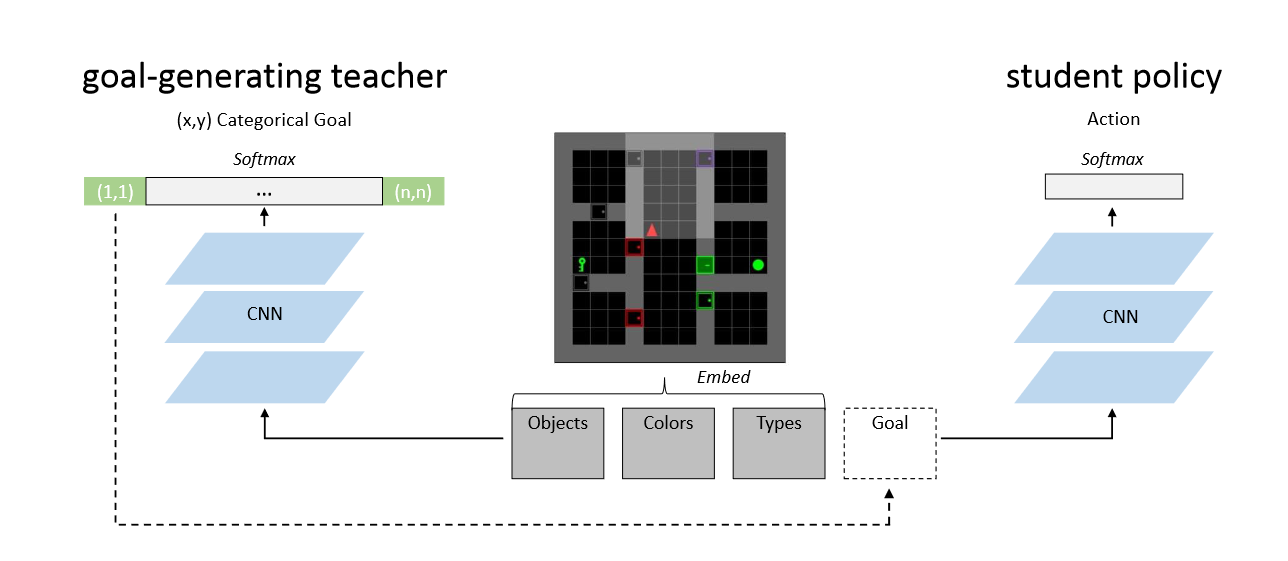 goal-generating teacher
(x,y) Categorical Goal
Softmax
(1,1)
...
(n,n)
CNN
Embed
Objects
Colors
Types
Goal
student policy
Action
Softmax
CNN